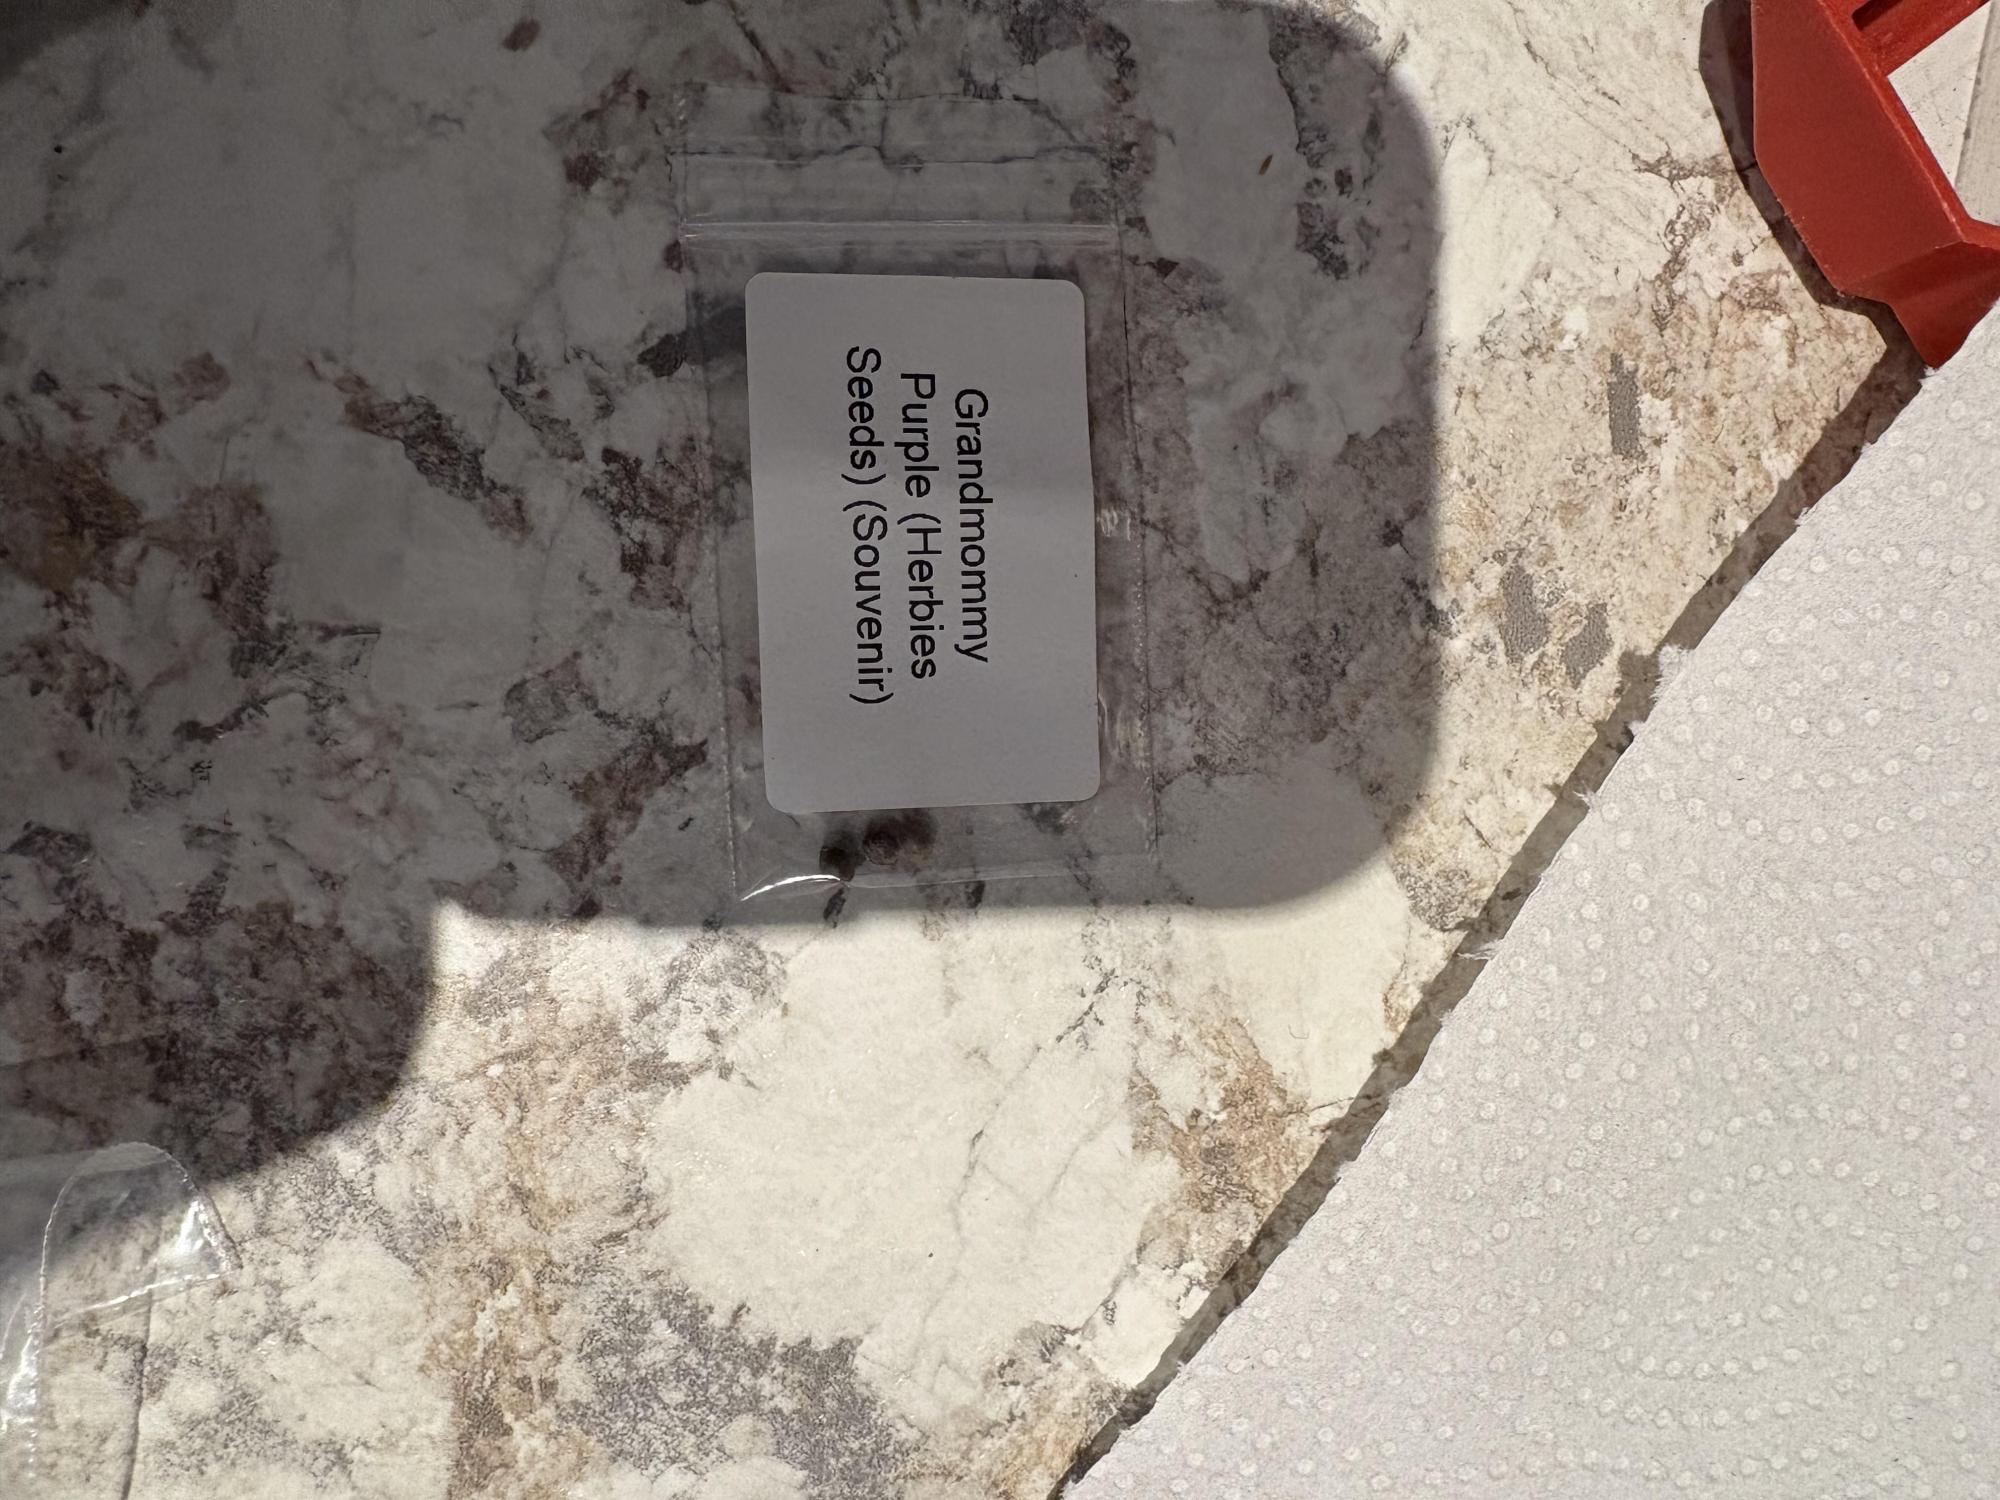 Grandmommy
Purple (Herbies
Seeds) (Souvenir)